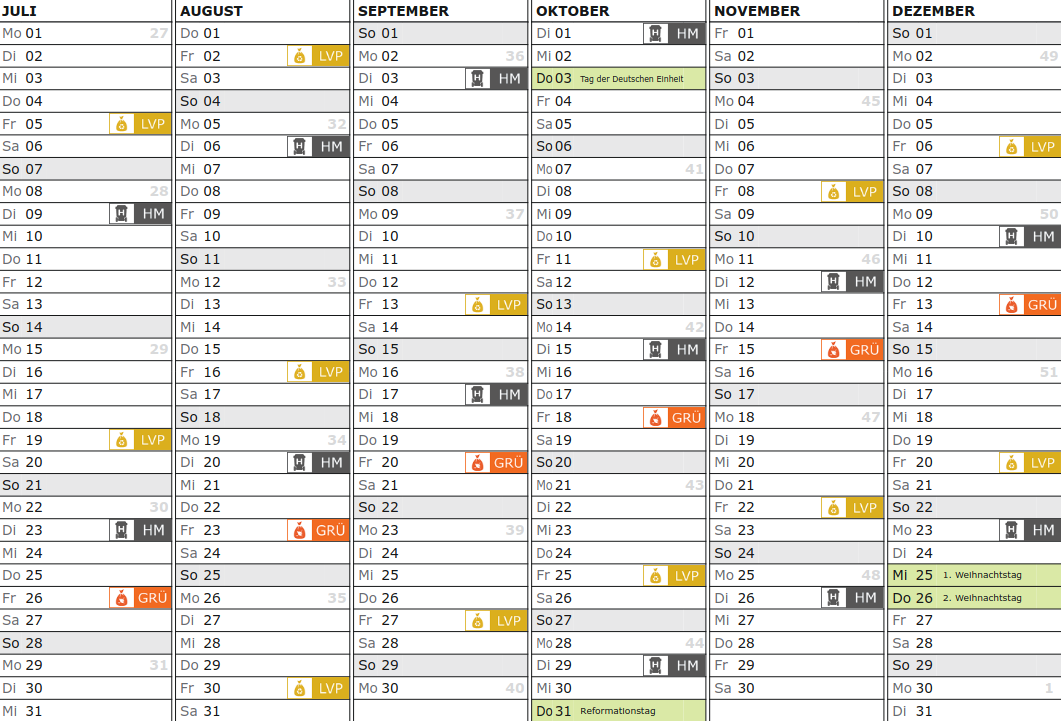 JULI
Mo 01 27
Di 02
Mi 03
Do 04
Fr 05 LVP
Sa 06
So 07
Mo 08 28
Di 09 H HM
Mi 10
Do 11
Fr 12
Sa 13
So 14
Mo 15 29
Di 16
Mi 17
Do 18
Fr 19 LVP
Sa 20
So 21
Mo 22 30
Di 23 H HM
Mi 24
Do 25
Fr 26 GRÜ
Sa 27
So 28
Mo 29 31
Di 30
Mi 31
AUGUST
Do 01
Fr 02 LVP
Sa 03
So 04
Mo 05 32
Di 06 H HM
Mi 07
Do 08
Fr 09
Sa 10
So 11
Mo 12 33
Di 13
Mi 14
Do 15
Fr 16 LVP
Sa 17
So 18
Mo 19 34
Di 20 H HM
Mi 21
Do 22
Fr 23 GRÜ
Sa 24
So 25
Mo 26 35
Di 27
Mi 28
Do 29
Fr 30 LVP
Sa 31
SEPTEMBER
So 01
Mo 02 36
Di 03 H HM
Mi 04
Do 05
Fr 06
Sa 07
So 08
Mo 09 37
Di 10
Mi 11
Do 12
Fr 13 LVP
Sa 14
So 15
Mo 16 38
Di 17 H HM
Mi 18
Do 19
Fr 20 GRÜ
Sa 21
So 22
Mo 23 39
Di 24
Mi 25
Do 26
Fr 27 LVP
Sa 28
So 29
Mo 30 40
OKTOBER
Di 01 H HM
Mi 02
Do 03 Tag der Deutschen Einheit
Fr 04
Sa 05
So 06
Mo 07 41
Di 08
Mi 09
Do 10
Fr 11 LVP
Sa 12
So 13
Mo 14 42
Di 15 H HM
Mi 16
Do 17
Fr 18 GRÜ
Sa 19
So 20
Mo 21 43
Di 22
Mi 23
Do 24
Fr 25 LVP
Sa 26
So 27
Mo 28 44
Di 29 H HM
Mi 30
Do 31 Reformationstag
NOVEMBER
Fr 01
Sa 02
So 03
Mo 04 45
Di 05
Mi 06
Do 07
Fr 08 LVP
Sa 09
So 10
Mo 11 46
Di 12 H HM
Mi 13
Do 14
Fr 15 GRÜ
Sa 16
So 17
Mo 18 47
Di 19
Mi 20
Do 21
Fr 22 LVP
Sa 23
So 24
Mo 25 48
Di 26 H HM
Mi 27
Do 28
Fr 29
Sa 30
DEZEMBER
So 01
Mo 02 49
Di 03
Mi 04
Do 05
Fr 06 LVP
Sa 07
So 08
Mo 09 50
Di 10 H HM
Mi 11
Do 12
Fr 13 GRÜ
Sa 14
So 15
Mo 16 51
Di 17
Mi 18
Do 19
Fr 20 LVP
Sa 21
So 22
Mo 23 H HM
Di 24
Mi 25 1. Weihnachtstag
Do 26 2. Weihnachtstag
Fr 27
Sa 28
So 29
Mo 30 1
Di 31